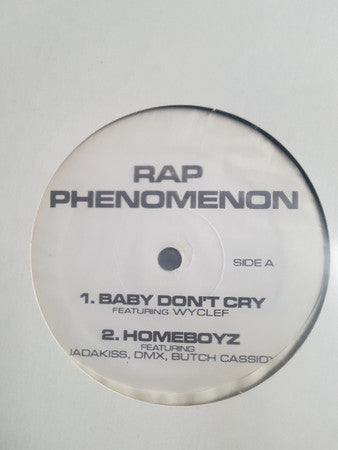 RAP
PHENOMENON
SIDE A
1. BABY DON'T CRY
FEATURING WYCLEF
2. HOMEBOYZ
FEATURING
JADAKISS, DMX, BUTCH CASSIDY